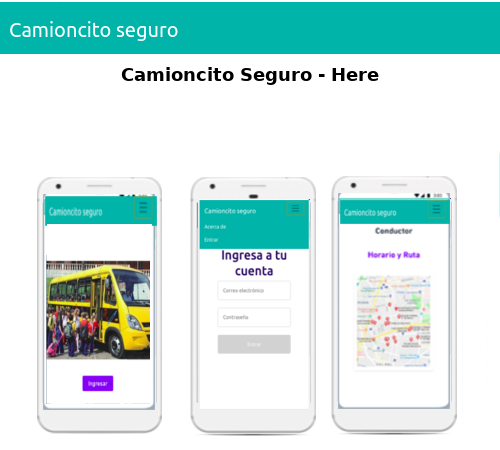 Camioncito seguro
Camioncito Seguro - Here
Camioncito seguro
Ingresar
Camioncito seguro
Acerca de
Entrar
Ingresa a tu
cuenta
Correo electrónico
Contraseña
Entrar
Camioncito seguro
Conductor
Horario y Ruta